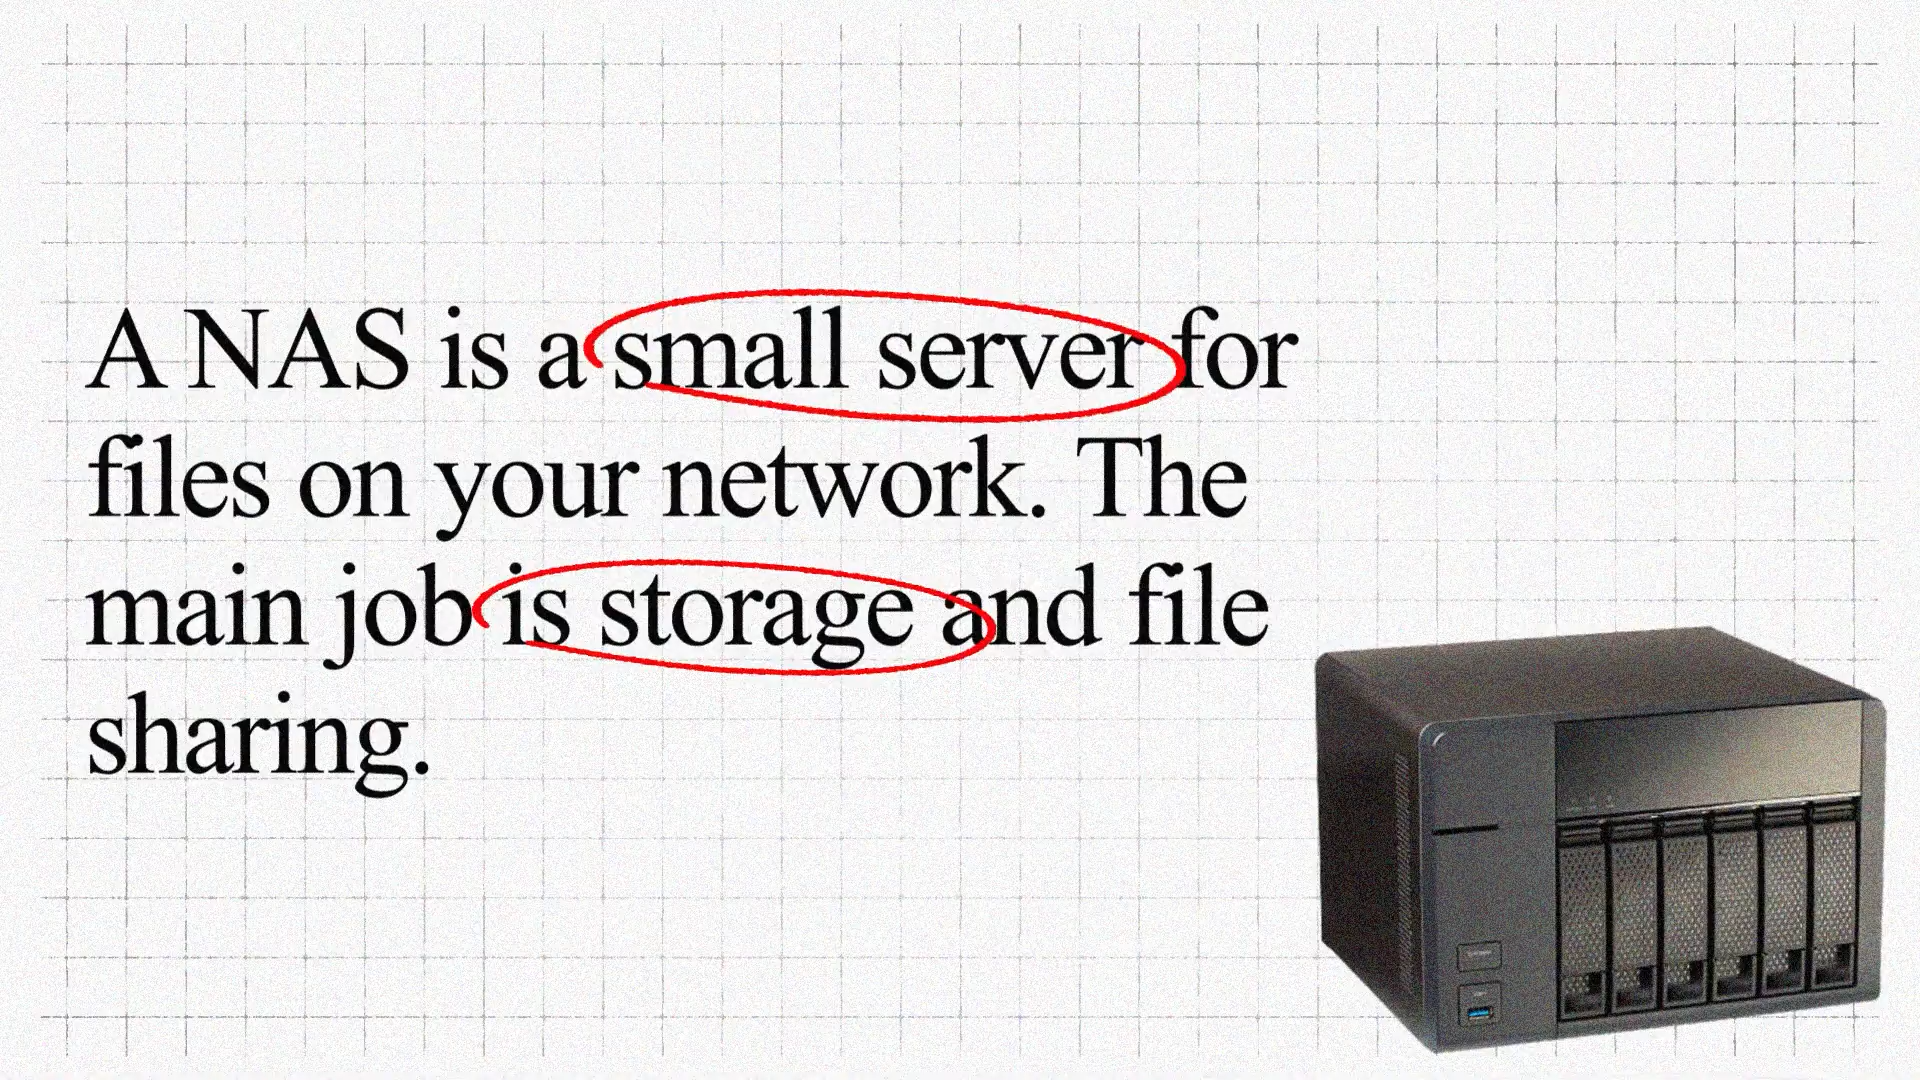 A NAS is a small server for
files on your network. The
main job is storage and file
sharing.